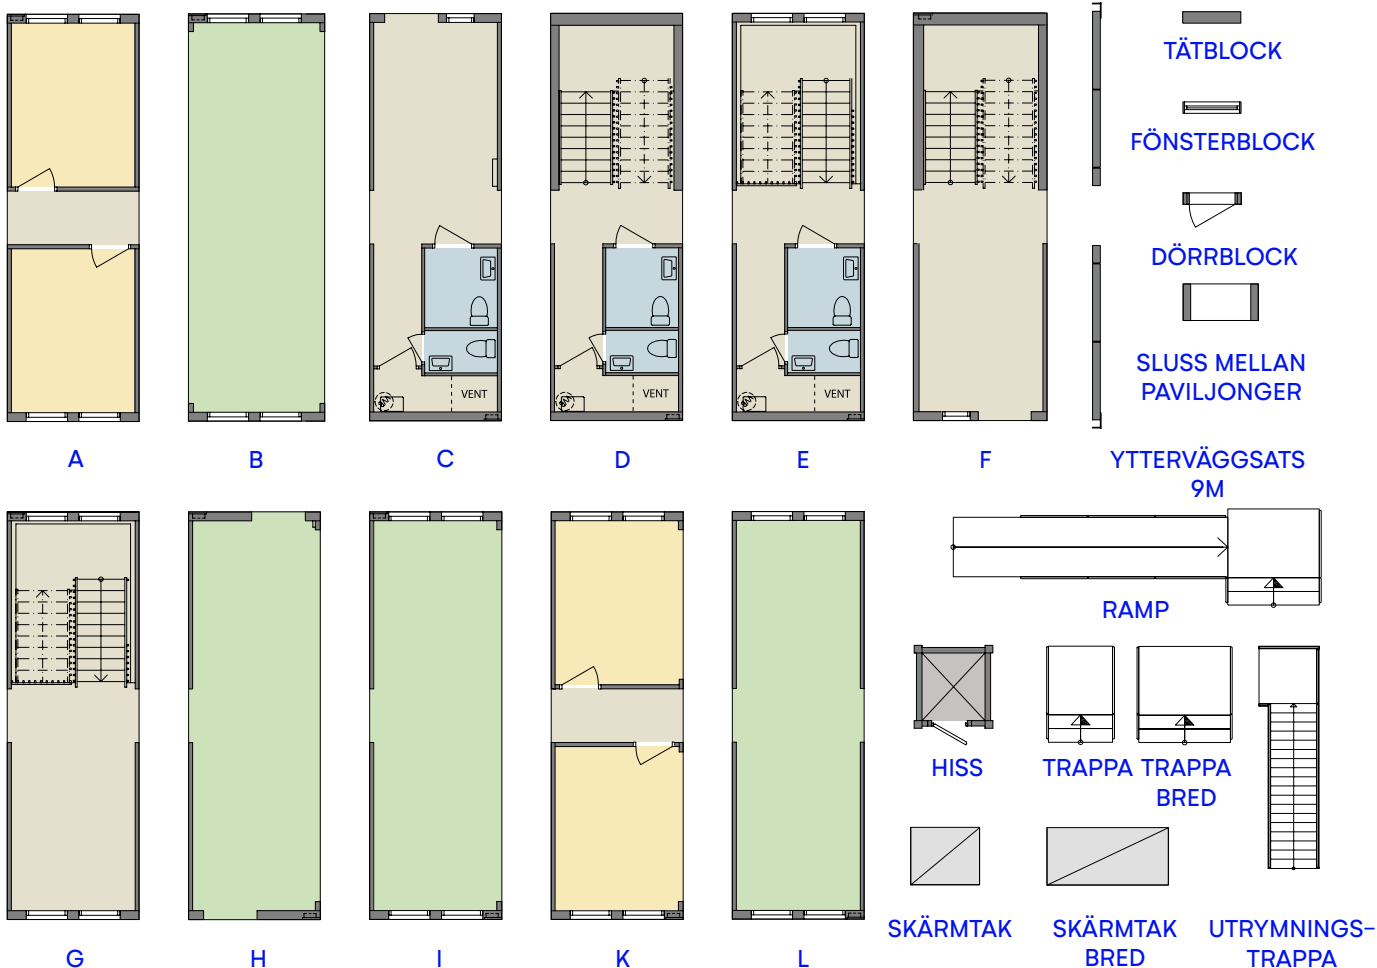 TÄTBLOCK
FÖNSTERBLOCK
DÖRRBLOCK
SLUSS MELLAN
PAVILJONGER
VENT
VENT
VENT
A
B
C
D
E
F
YTTERVÄGGSATS
9M
RAMP
HISS
TRAPPA
TRAPPA
BRED
SKÄRMTAK
SKÄRMTAK
BRED
UTRYMNINGS-
TRAPPA
G
H
I
K
L